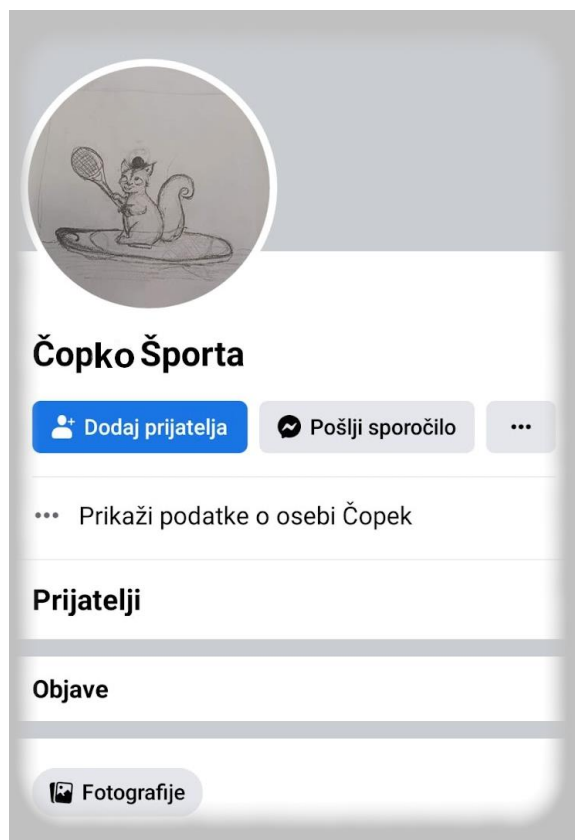 Čopko Športa
Dodaj prijatelja
Pošlji sporočilo
Prikaži podatke o osebi Čopek
Prijatelji
Objave
Fotografije